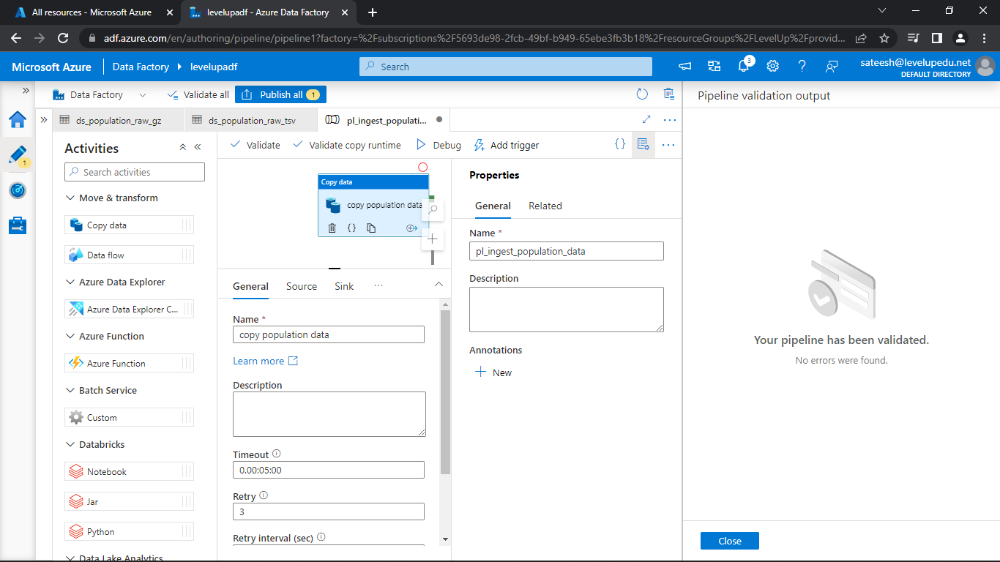 All resources - Microsoft Azure
levelupadf - Azure Data Factory
adf.azure.com/en/authoring/pipeline/pipeline1?factory=%2Fsubscriptions%2F5693de98-2fcb-49bf-b949-65ebe3fb3b18%2FresourceGroups%2FLevelUp%2Fprovid...
Microsoft Azure
Data Factory
levelupadf
Search
3
sateesh@levelupedu.net
DEFAULT DIRECTORY
Data Factory
Validate all
Publish all 1
Pipeline validation output
ds_population_raw_gz
ds_population_raw_tsv
pl_ingest_populati...
1
Activities
Search activities
Move & transform
Copy data
Data flow
Azure Data Explorer
Azure Data Explorer C...
Azure Function
Azure Function
Batch Service
Custom
Databricks
Notebook
Jar
Python
Data Lake Analytics
Validate
Validate copy runtime
Debug
Add trigger
{}
Copy data
copy population data
{}
General
Source
Sink
Name *
copy population data
Learn more
Description
Timeout
0.00:05:00
Retry
3
Retry interval (sec)
Properties
General
Related
Name *
pl_ingest_population_data
Description
Annotations
New
Your pipeline has been validated.
No errors were found.
Close